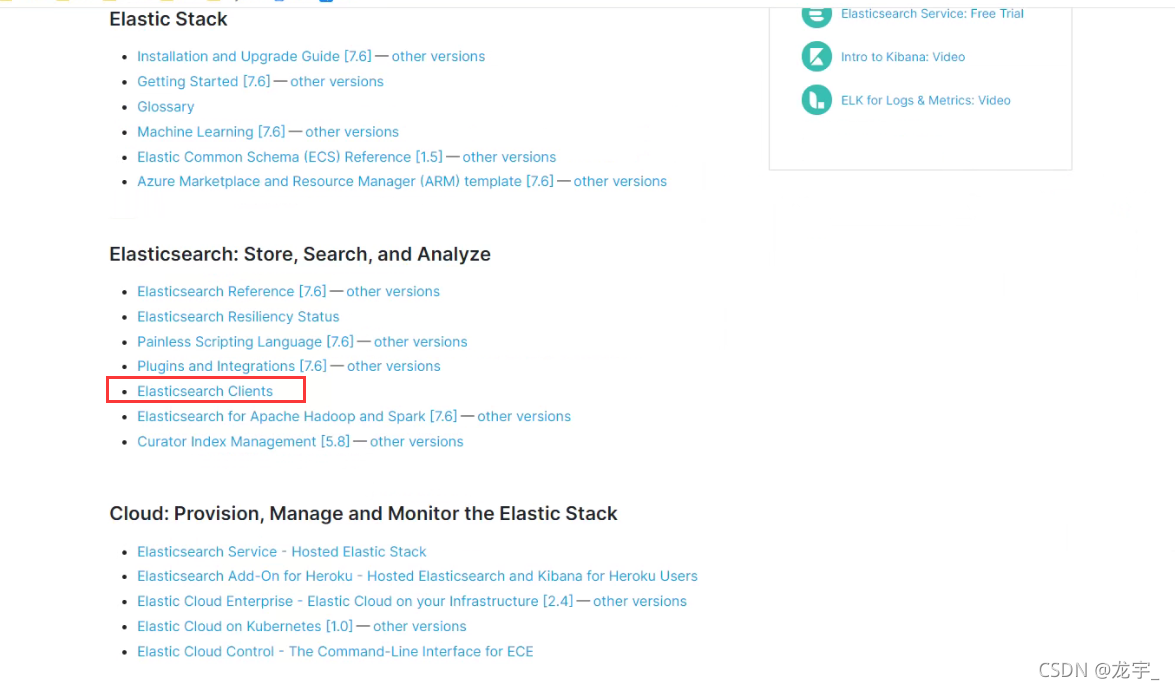 Elastic Stack
Installation and Upgrade Guide [7.6] — other versions
Getting Started [7.6] — other versions
Glossary
Machine Learning [7.6] — other versions
Elastic Common Schema (ECS) Reference [1.5] — other versions
Azure Marketplace and Resource Manager (ARM) template [7.6] — other versions
Elasticsearch Service: Free Trial
Intro to Kibana: Video
ELK for Logs & Metrics: Video
Elasticsearch: Store, Search, and Analyze
Elasticsearch Reference [7.6] — other versions
Elasticsearch Resiliency Status
Painless Scripting Language [7.6] — other versions
Plugins and Integrations [7.6] — other versions
Elasticsearch Clients
Elasticsearch for Apache Hadoop and Spark [7.6] — other versions
Curator Index Management [5.8] — other versions
Cloud: Provision, Manage and Monitor the Elastic Stack
Elasticsearch Service - Hosted Elastic Stack
Elasticsearch Add-On for Heroku - Hosted Elasticsearch and Kibana for Heroku Users
Elastic Cloud Enterprise - Elastic Cloud on your Infrastructure [2.4] — other versions
Elastic Cloud on Kubernetes [1.0] — other versions
Elastic Cloud Control - The Command-Line Interface for ECE
CSDN @龙宇_